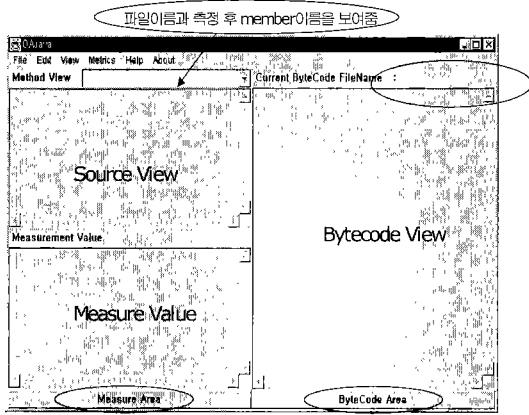 파일이름과 측정 후 member이름을 보여줌
File Edit View Metrics Help About
Method View
Current ByteCode FileName :
Source View
Measurement Value
Bytecode View
Measure Value
Measure Area
ByteCode Area